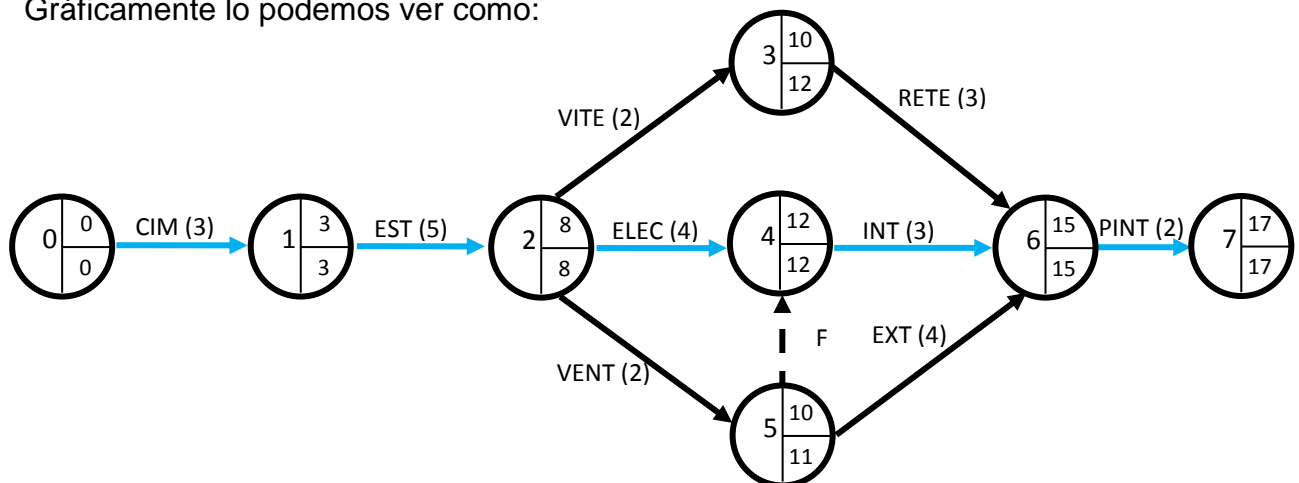 Gráficamente lo podemos ver como:
3
10
12
VITE (2)
RETE (3)
0
0
0
CIM (3)
1
3
3
EST (5)
2
8
8
ELEC (4)
4
12
12
INT (3)
6
15
15
PINT (2)
7
17
17
VENT (2)
F
EXT (4)
5
10
11